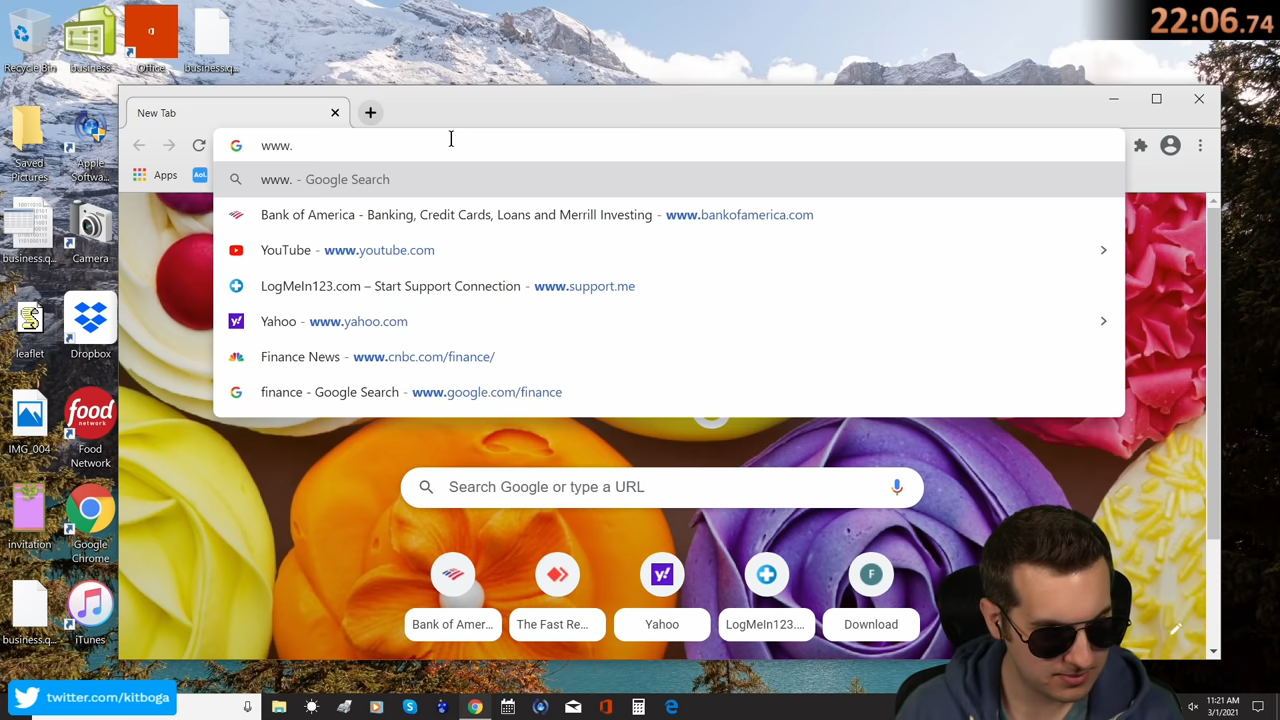 22:06.74
Recycle Bin
business...
Office
business.q...
New Tab
www.
Apps
Aol.
www. - Google Search
Bank of America - Banking, Credit Cards, Loans and Merrill Investing - www.bankofamerica.com
YouTube - www.youtube.com
LogMeIn123.com – Start Support Connection - www.support.me
Yahoo - www.yahoo.com
Finance News - www.cnbc.com/finance/
finance - Google Search - www.google.com/finance
Saved
Pictures
Apple
Softwa...
business.q...
Camera
leaflet
Dropbox
food
network
IMG_004
Food
Network
invitation
Google
Chrome
business.q...
iTunes
Search Google or type a URL
Bank of Amer...
The Fast Re...
Yahoo
LogMeIn123....
F
Download
twitter.com/kitboga
11:21 AM
3/1/2021